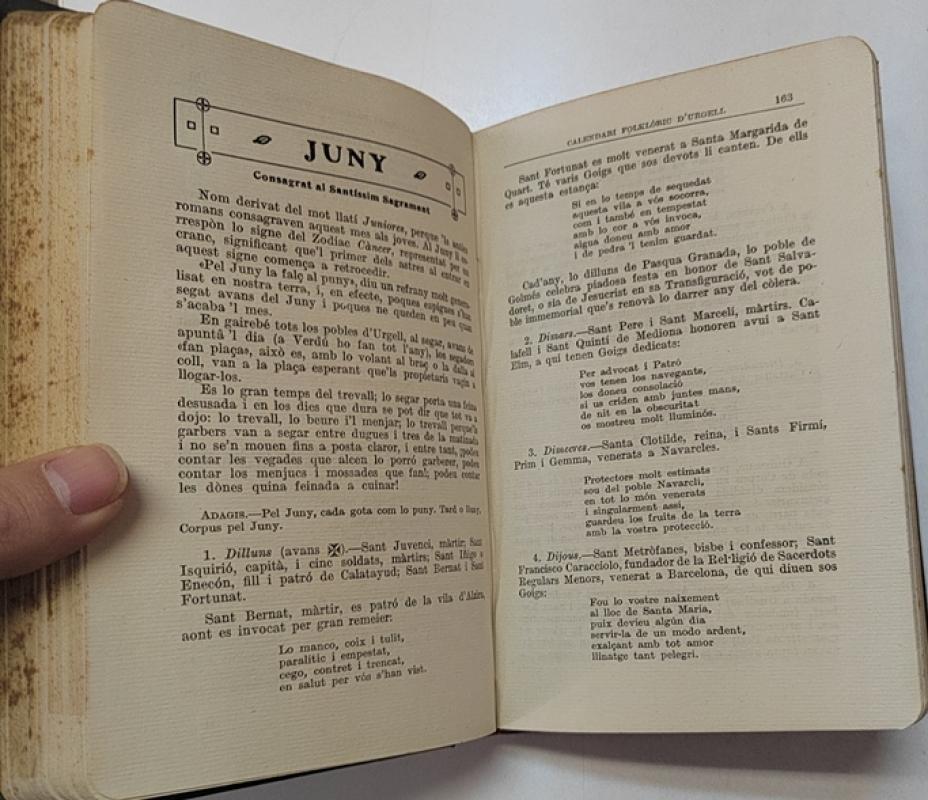 JUNY
Consagrat al Santíssim Sagrament
Nom derivat del mot llatí Juniores, perque 'ls antics
romans consagraven aquest mes als joves. Al Juny li co-
rrespòn lo signe del Zodiac Càncer, representat per un
cranc, significant que'l primer dels astres al entrar en
aquest signe comença a retrocedir.
«Pel Juny la falç al puny», diu un refrany molt genera-
lisat en nostra terra, i, en efecte, poques espigues s'han
segat avans del Juny i poques ne queden en peu quan
s'acaba 'l mes.
En gairebé tots los pobles d'Urgell, al segar, avans de
apuntâ 'l dia (a Verdú ho fan tot l'any), los segadors
«fan plaça», això es, amb lo volant al braç o la dalla al
coll, van a la plaça esperant que'ls propietaris vagin a
llogar-los.
Es lo gran temps del trevall; lo segar porta una feina
desusada i en los dies que dura se pot dir que tot va a
dojo: lo trevall, lo beure i'l menjar; lo trevall perque'ls
garbers van a segar entre dugues i tres de la matinada
i no se'n mouen fins a posta claror, i entre tant, ¡podeu
contar les vegades que alcen lo porró garberer, podeu
contar los menjucs i mossades que fan!; podeu contar
les dònes quina feinada a cuinar!
ADAGIS.—Pel Juny, cada gota com lo puny. Tard o lluny,
Corpus pel Juny.
1. Dilluns (avans ✠).—Sant Juvenci, màrtir; Sant
Isquirió, capità, i cinc soldats, màrtirs; Sant Iñigo o
Enecón, fill i patró de Calatayud; Sant Bernat i Sant
Fortunat.
Sant Bernat, màrtir, es patró de la vila d'Alzira,
aont es invocat per gran remeier:
Lo manco, coix i tulit,
paralític i empestat,
cego, contret i trencat,
en salut per vós s'han vist.
CALENDARI FOLKLÒRIC D'URGELL 163
Sant Fortunat es molt venerat a Santa Margarida de
Quart. Té varis Goigs que sos devots li canten. De ells
es aquesta estança:
Si en lo temps de sequedat
aquesta vila a vós socorra,
com i també en tempestat
amb lo cor a vós invoca,
aigua doneu amb amor
i de pedra 'l tenim guardat.
Cad'any, lo dilluns de Pasqua Granada, lo poble de
Golmés celebra piadosa festa en honor de Sant Salva-
doret, o sia de Jesucrist en sa Transfiguració, vot de po-
ble immemorial que's renovà lo darrer any del còlera.
2. Dimars.—Sant Pere i Sant Marcelí, màrtirs. Ca-
lafell i Sant Quintí de Mediona honoren avui a Sant
Elm, a qui tenen Goigs dedicats:
Per advocat i Patró
vos tenen los navegants,
los doneu consolació
si us criden amb juntes mans,
de nit en la obscuritat
os mostreu molt lluminós.
3. Dimecres.—Santa Clotilde, reina, i Sants Firmí,
Prim i Gemma, venerats a Navarcles.
Protectors molt estimats
sou del poble Navarclí,
en tot lo món venerats
i singularment assí,
guardeu los fruits de la terra
amb la vostra protecció.
4. Dijous.—Sant Metròfanes, bisbe i confessor; Sant
Francisco Caracciolo, fundador de la Rel·ligió de Sacerdots
Regulars Menors, venerat a Barcelona, de qui diuen sos
Goigs:
Fou lo vostre naixement
al lloc de Santa Maria,
puix devieu algún dia
servir-la de un modo ardent,
exalçant amb tot amor
llinatge tant pelegrí.